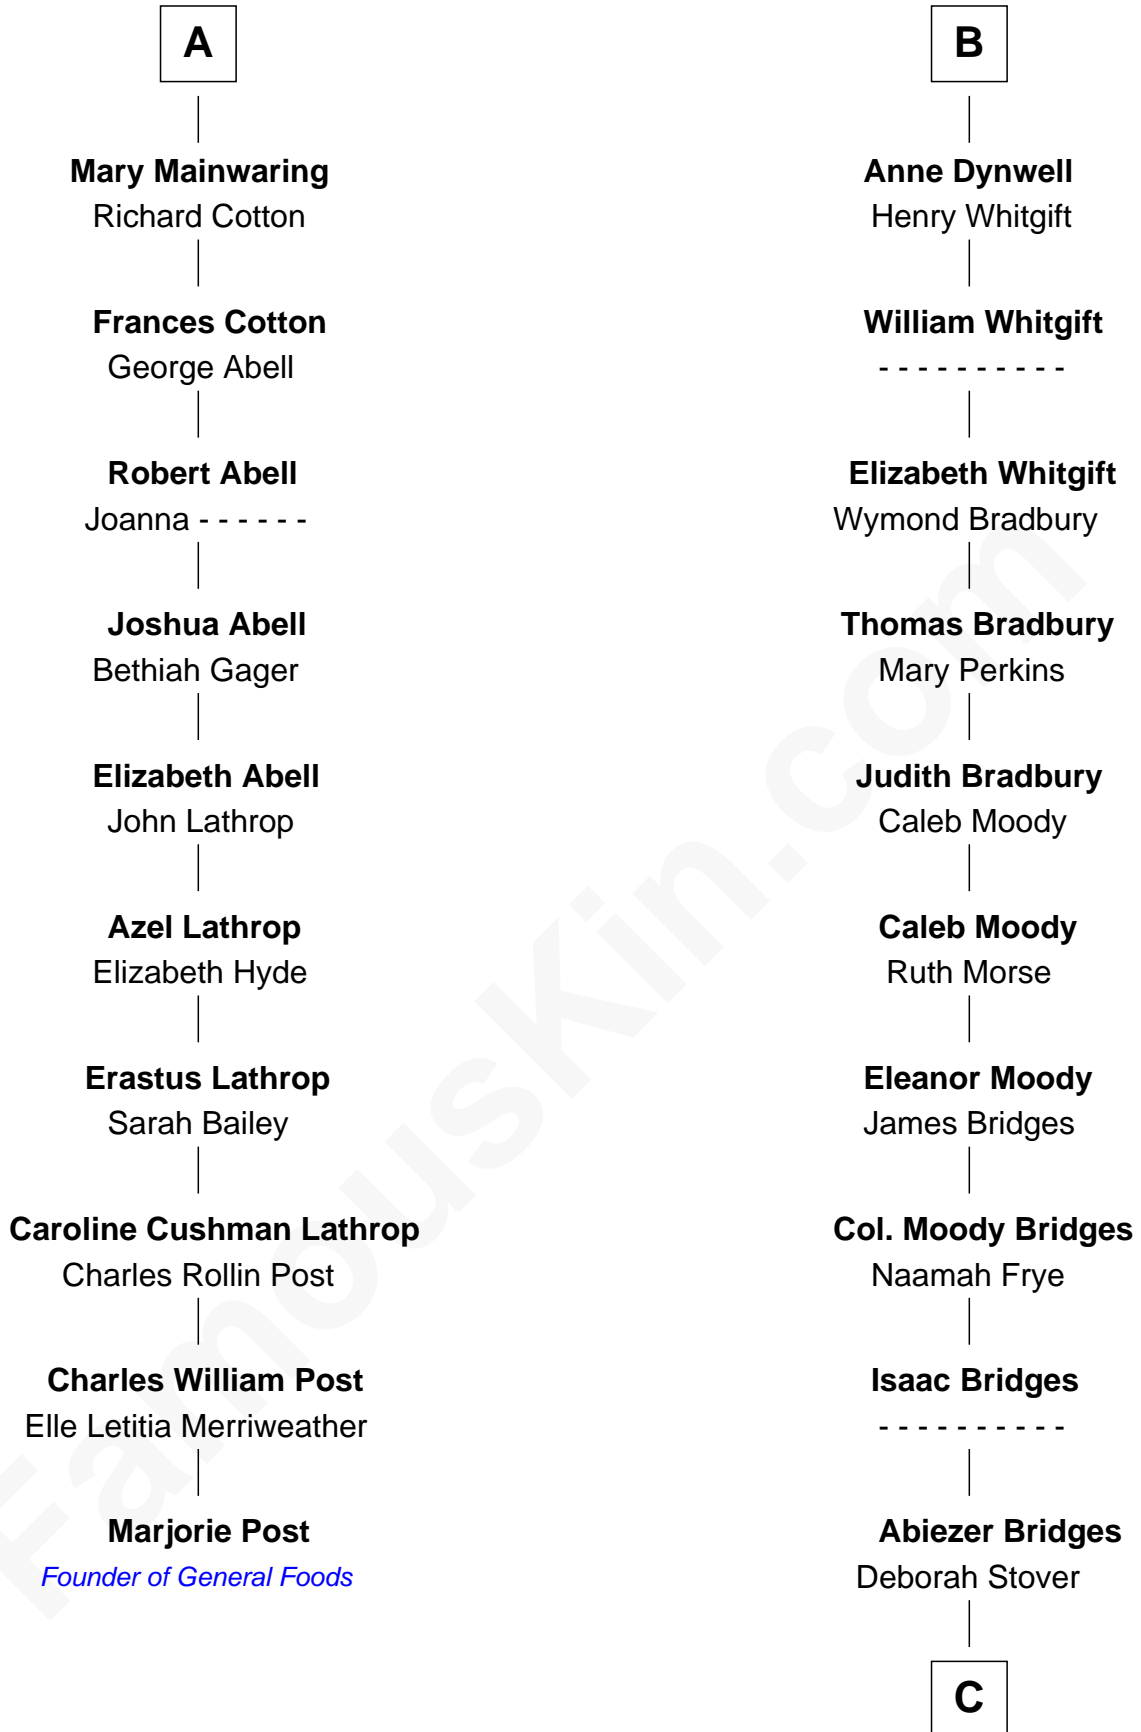 A
Mary Mainwaring
Richard Cotton
Frances Cotton
George Abell
Robert Abell
Joanna - - - - - -
Joshua Abell
Bethiah Gager
Elizabeth Abell
John Lathrop
Azel Lathrop
Elizabeth Hyde
Erastus Lathrop
Sarah Bailey
Caroline Cushman Lathrop
Charles Rollin Post
Charles William Post
Elle Letitia Merriweather
Marjorie Post
Founder of General Foods
B
Anne Dynwell
Henry Whitgift
William Whitgift
- - - - - - - - - -
Elizabeth Whitgift
Wymond Bradbury
Thomas Bradbury
Mary Perkins
Judith Bradbury
Caleb Moody
Caleb Moody
Ruth Morse
Eleanor Moody
James Bridges
Col. Moody Bridges
Naamah Frye
Isaac Bridges
- - - - - - - - - -
Abiezer Bridges
Deborah Stover
C
FamousKin.com